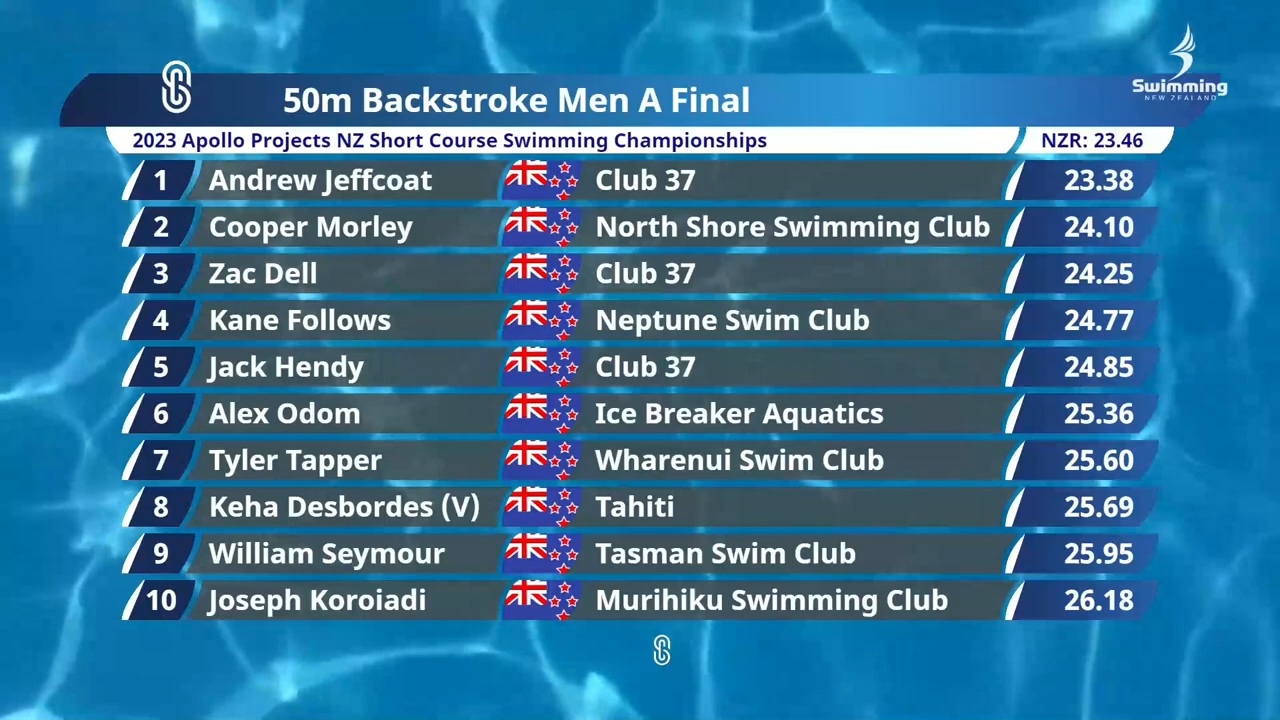 50m Backstroke Men A Final
Swimming
NEW ZEALAND
2023 Apollo Projects NZ Short Course Swimming Championships NZR: 23.46
1 Andrew Jeffcoat Club 37 23.38
2 Cooper Morley North Shore Swimming Club 24.10
3 Zac Dell Club 37 24.25
4 Kane Follows Neptune Swim Club 24.77
5 Jack Hendy Club 37 24.85
6 Alex Odom Ice Breaker Aquatics 25.36
7 Tyler Tapper Wharenui Swim Club 25.60
8 Keha Desbordes (V) Tahiti 25.69
9 William Seymour Tasman Swim Club 25.95
10 Joseph Koroiadi Murihiku Swimming Club 26.18